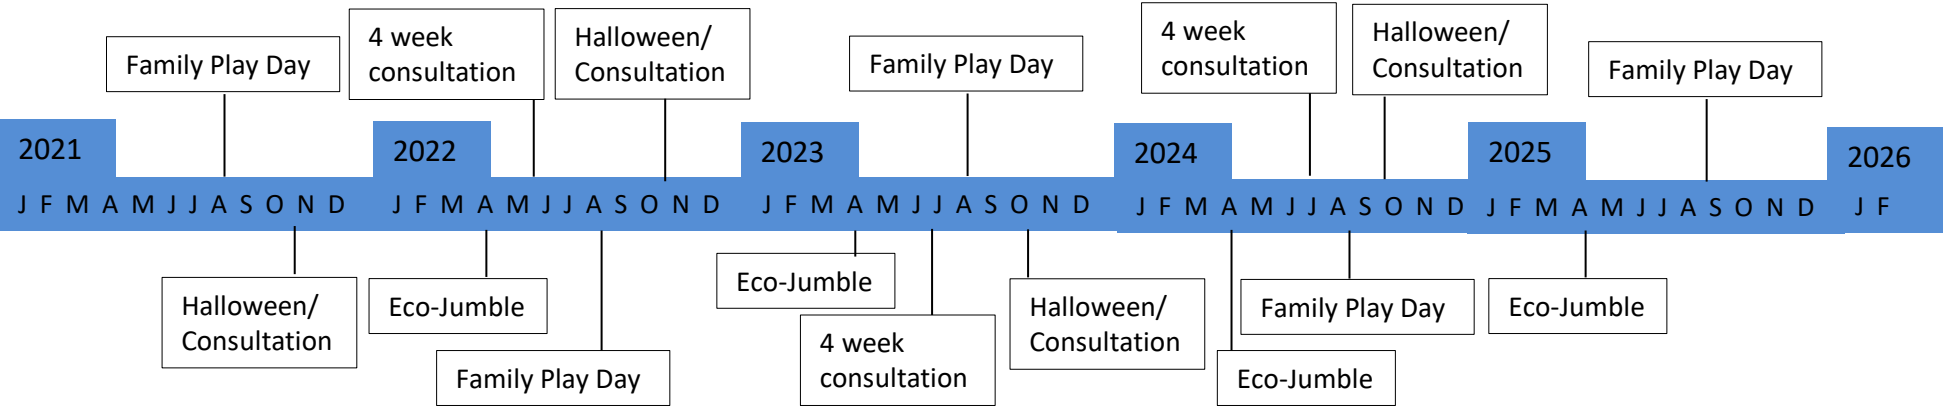 Family Play Day
4 week
consultation
Halloween/
Consultation
Family Play Day
4 week
consultation
Halloween/
Consultation
Family Play Day
2021
2022
2023
2024
2025
2026
J F M A M J J A S O N D
J F M A M J J A S O N D
J F M A M J J A S O N D
J F M A M J J A S O N D
J F M A M J J A S O N D
J F
Halloween/
Consultation
Eco-Jumble
Family Play Day
Eco-Jumble
4 week
consultation
Halloween/
Consultation
Eco-Jumble
Family Play Day
Eco-Jumble